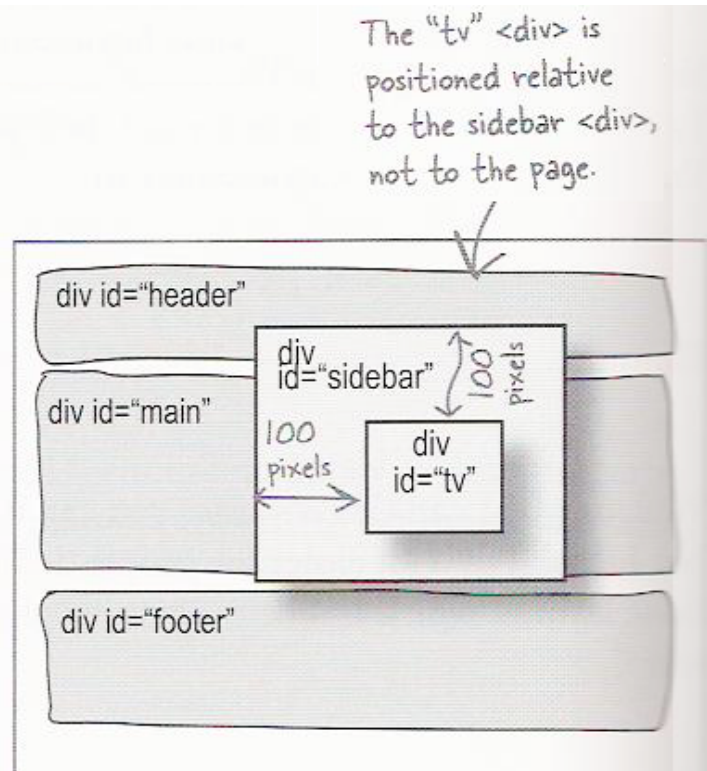 The “tv” <div> is
positioned relative
to the sidebar <div>,
not to the page.
div id=“header”
div
id=“sidebar”
100
pixels
div id=“main”
100
pixels
div
id=“tv”
div id=“footer”